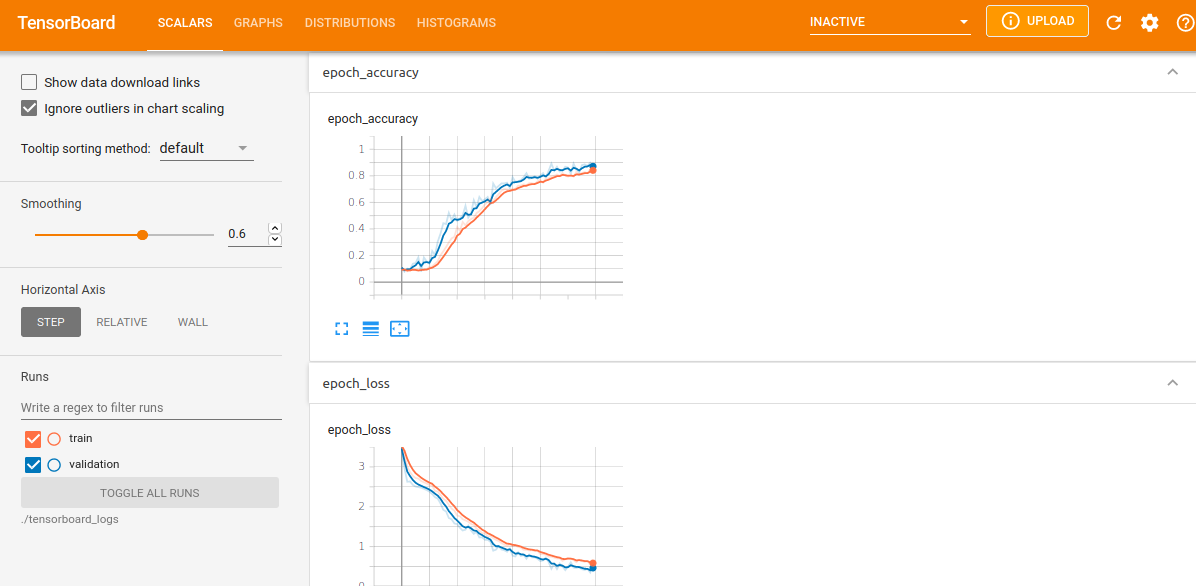 TensorBoard SCALARS GRAPHS DISTRIBUTIONS HISTOGRAMS INACTIVE UPLOAD
Show data download links
Ignore outliers in chart scaling
Tooltip sorting method: default
Smoothing
0.6
Horizontal Axis
STEP RELATIVE WALL
Runs
Write a regex to filter runs
train
validation
TOGGLE ALL RUNS
./tensorboard_logs
epoch_accuracy
epoch_accuracy
1
0.8
0.6
0.4
0.2
0
epoch_loss
epoch_loss
3
2
1
0